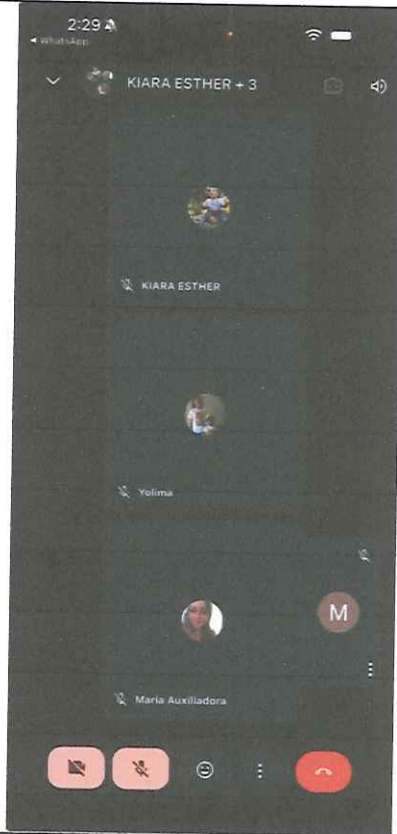 2:29
◄ WhatsApp
KIARA ESTHER + 3
KIARA ESTHER
Yolima
M
Maria Auxiliadora